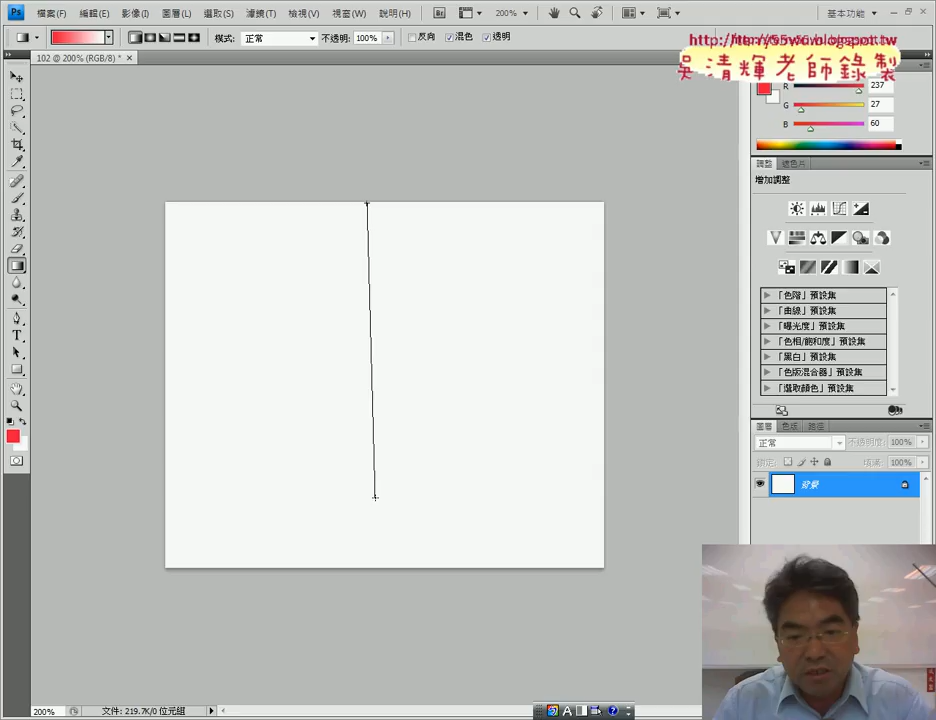 Ps 檔案(F) 編輯(E) 影像(I) 圖層(L) 選取(S) 濾鏡(T) 檢視(V) 視窗(W) 說明(H) Br 200% 基本功能
模式: 正常 不透明: 100% 反向 混色 透明
吳清輝老師錄製
102 @ 200% (RGB/8) *
R 237
G 27
B 60
調整 遮色片
增加調整
「色階」預設集
「曲線」預設集
「曝光度」預設集
「色相/飽和度」預設集
「黑白」預設集
「色版混合器」預設集
「選取顏色」預設集
圖層 色版 路徑
正常 不透明度: 100%
鎖定: 填滿: 100%
背景
200% 文件: 219.7K/0 位元組